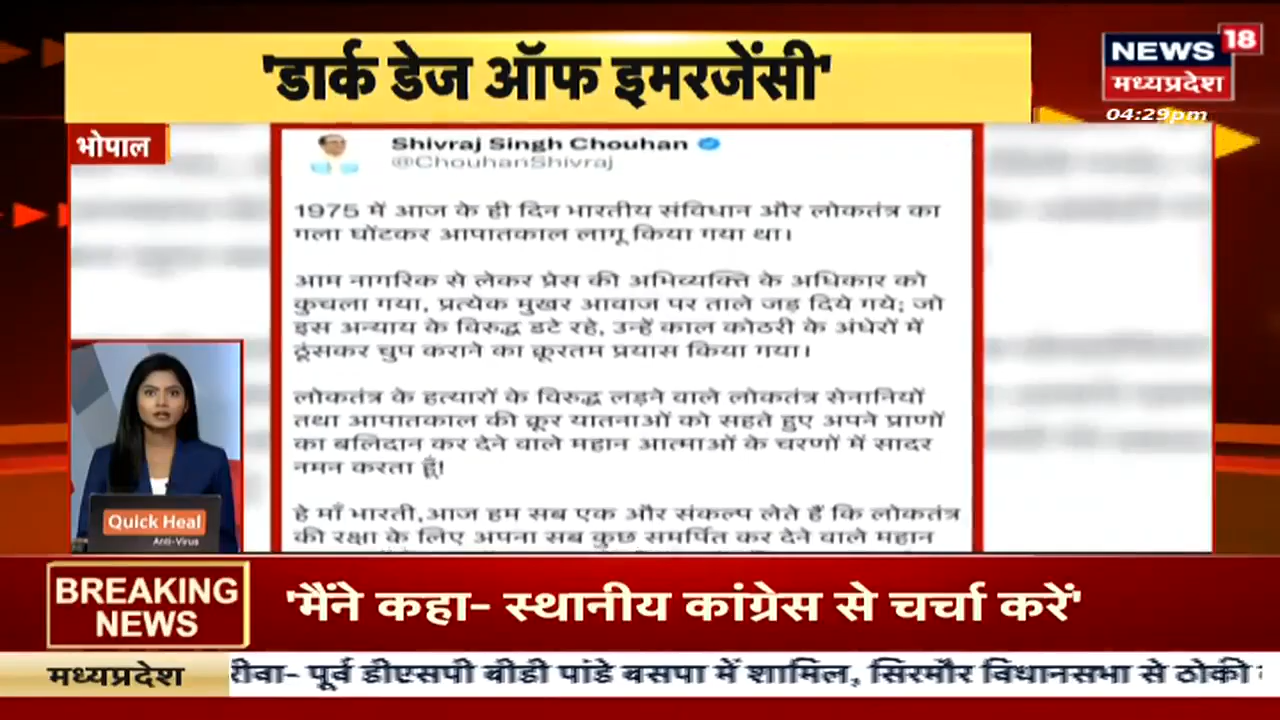 'डार्क डेज ऑफ इमरजेंसी'
NEWS 18
मध्यप्रदेश
04:29pm
भोपाल
Shivraj Singh Chouhan
@ChouhanShivraj
1975 में आज के ही दिन भारतीय संविधान और लोकतंत्र का
गला घोंटकर आपातकाल लागू किया गया था।
आम नागरिक से लेकर प्रेस की अभिव्यक्ति के अधिकार को
कुचला गया, प्रत्येक मुखर आवाज पर ताले जड़ दिये गये; जो
इस अन्याय के विरुद्ध डटे रहे, उन्हें काल कोठरी के अंधेरों में
ठूंसकर चुप कराने का क्रूरतम प्रयास किया गया।
लोकतंत्र के हत्यारों के विरुद्ध लड़ने वाले लोकतंत्र सेनानियों
तथा आपातकाल की क्रूर यातनाओं को सहते हुए अपने प्राणों
का बलिदान कर देने वाले महान आत्माओं के चरणों में सादर
नमन करता हूँ!
हे माँ भारती,आज हम सब एक और संकल्प लेते हैं कि लोकतंत्र
की रक्षा के लिए अपना सब कुछ समर्पित कर देने वाले महान
Quick Heal
Anti-Virus
BREAKING
NEWS
'मैंने कहा- स्थानीय कांग्रेस से चर्चा करें'
मध्यप्रदेश
रीवा- पूर्व डीएसपी बीडी पांडे बसपा में शामिल, सिरमौर विधानसभा से ठोकी